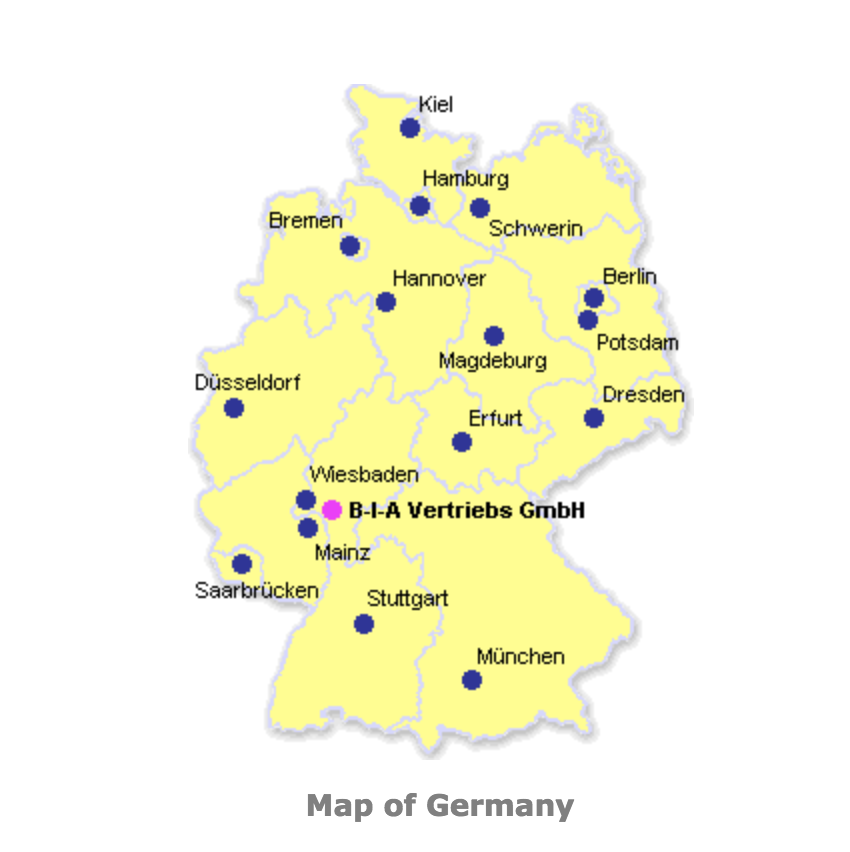 Kiel
Hamburg
Schwerin
Bremen
Hannover
Berlin
Potsdam
Magdeburg
Düsseldorf
Dresden
Erfurt
Wiesbaden
B-I-A Vertriebs GmbH
Mainz
Saarbrücken
Stuttgart
München
Map of Germany